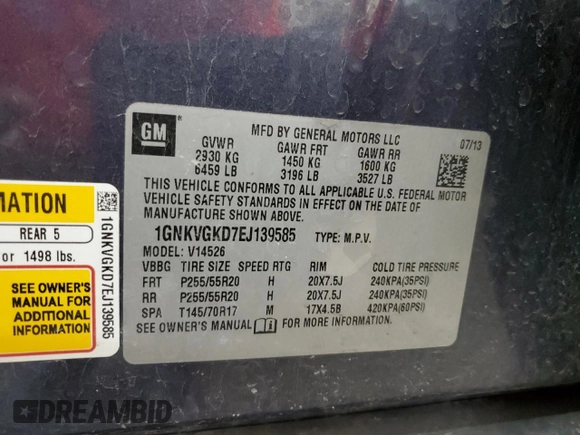 GM
MFD BY GENERAL MOTORS LLC
07/13
GVWR GAWR FRT GAWR RR
2930 KG 1450 KG 1600 KG
6459 LB 3196 LB 3527 LB
THIS VEHICLE CONFORMS TO ALL APPLICABLE U.S. FEDERAL MOTOR
VEHICLE SAFETY STANDARDS IN EFFECT ON THE DATE OF
MANUFACTURE SHOWN ABOVE.
1GNKVGKD7EJ139585 TYPE: M.P.V.
MODEL: V14526
VBBG TIRE SIZE SPEED RTG RIM COLD TIRE PRESSURE
FRT P255/55R20 H 20X7.5J 240KPA(35PSI)
RR P255/55R20 H 20X7.5J 240KPA(35PSI)
SPA T145/70R17 M 17X4.5B 420KPA(60PSI)
SEE OWNER'S MANUAL FOR MORE INFORMATION.
MATION
REAR 5
or 1498 lbs.
SEE OWNER'S
MANUAL FOR
ADDITIONAL
INFORMATION
1GNKVGKD7EJ139585
DREAMBID